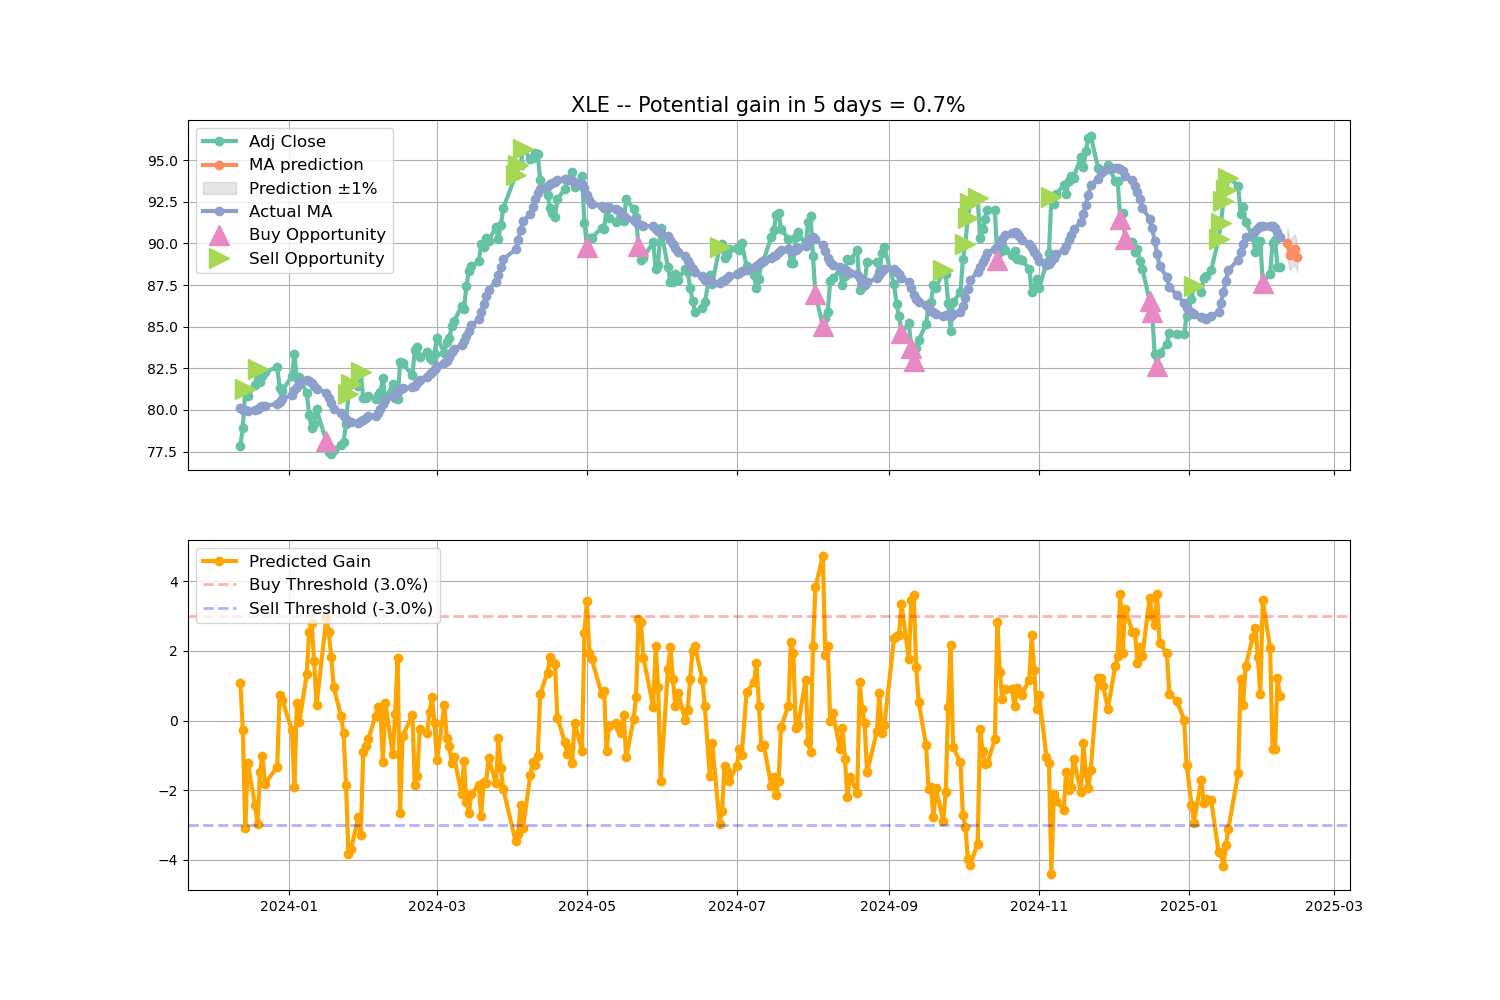 XLE -- Potential gain in 5 days = 0.7%
Adj Close
MA prediction
Prediction ±1%
Actual MA
Buy Opportunity
Sell Opportunity
95.0
92.5
90.0
87.5
85.0
82.5
80.0
77.5
Predicted Gain
Buy Threshold (3.0%)
Sell Threshold (-3.0%)
4
2
0
−2
−4
2024-01
2024-03
2024-05
2024-07
2024-09
2024-11
2025-01
2025-03